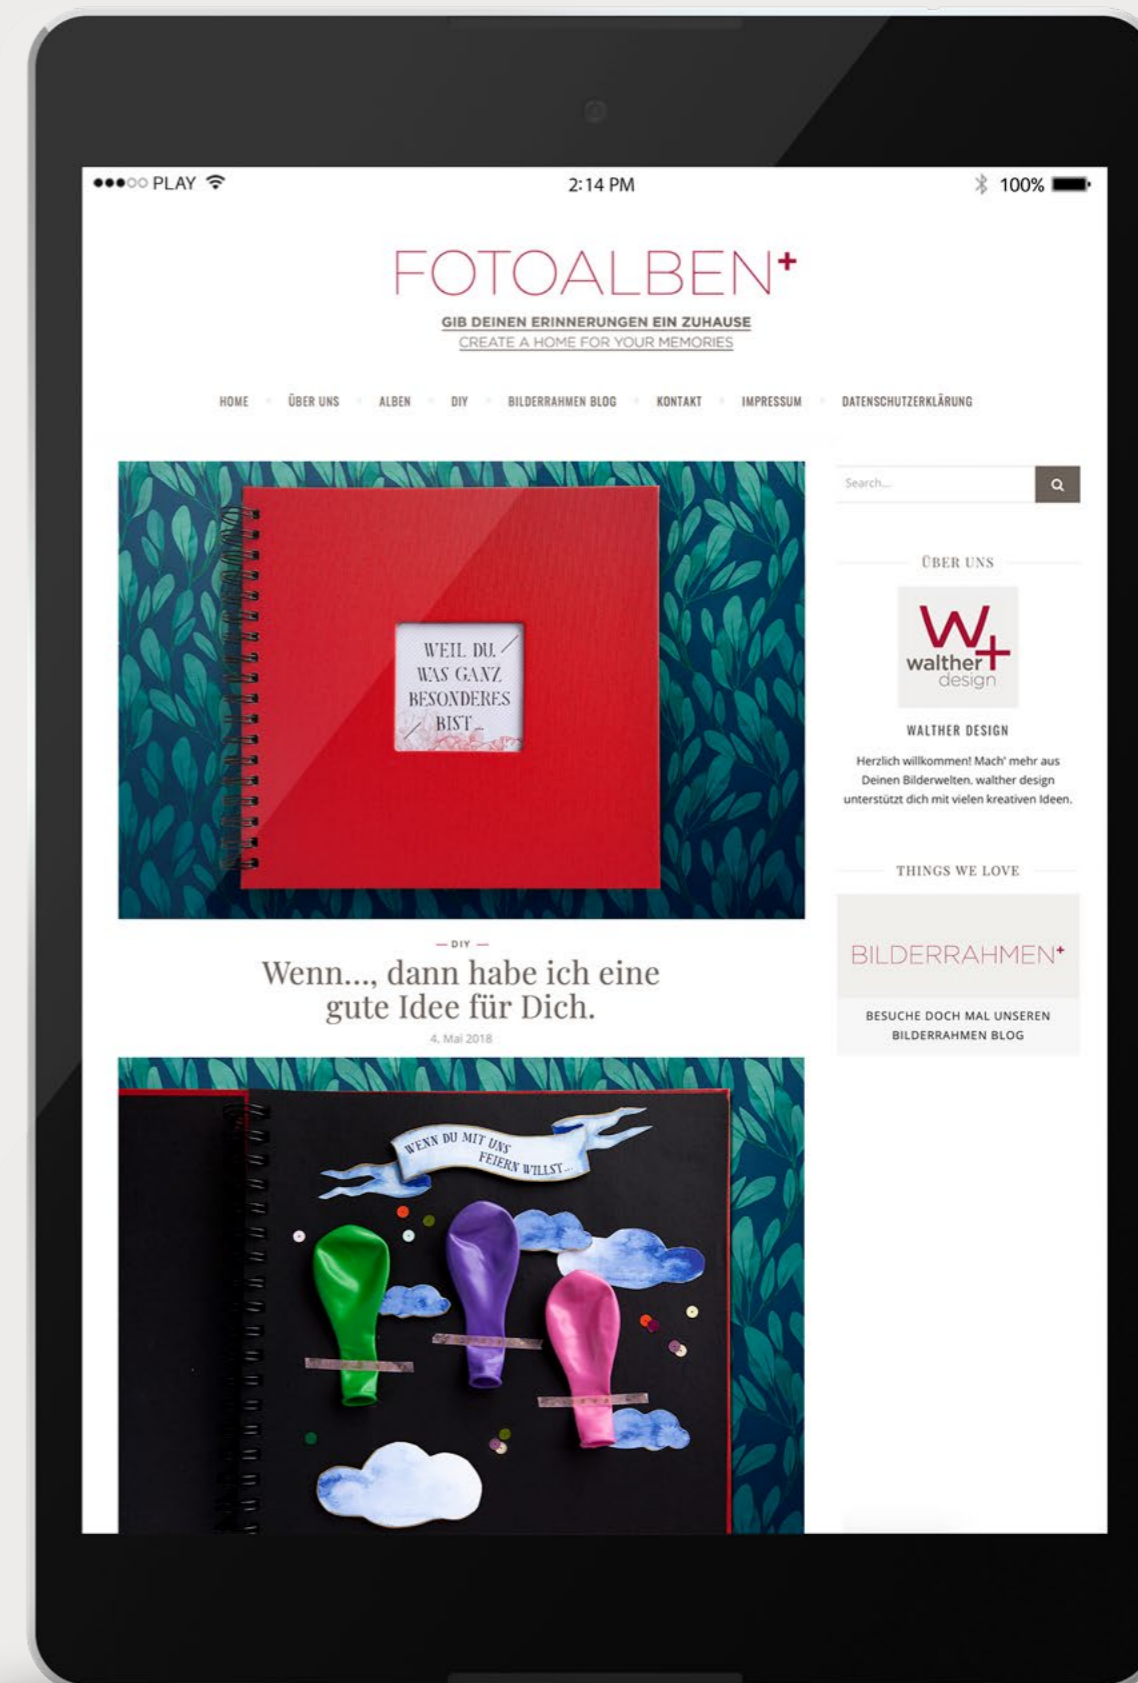 PLAY
2:14 PM
100%
FOTOALBEN+
GIB DEINEN ERINNERUNGEN EIN ZUHAUSE
CREATE A HOME FOR YOUR MEMORIES
HOME ÜBER UNS ALBEN DIY BILDERRAHMEN BLOG KONTAKT IMPRESSUM DATENSCHUTZERKLÄRUNG
WEIL DU,
WAS GANZ
BESONDERES
BIST...
— DIY —
Wenn..., dann habe ich eine
gute Idee für Dich.
4. Mai 2018
WENN DU MIT UNS
FEIERN WILLST...
Search...
ÜBER UNS
W+
walther
design
WALTHER DESIGN
Herzlich willkommen! Mach' mehr aus
Deinen Bilderwelten. walther design
unterstützt dich mit vielen kreativen Ideen.
THINGS WE LOVE
BILDERRAHMEN+
BESUCHE DOCH MAL UNSEREN
BILDERRAHMEN BLOG